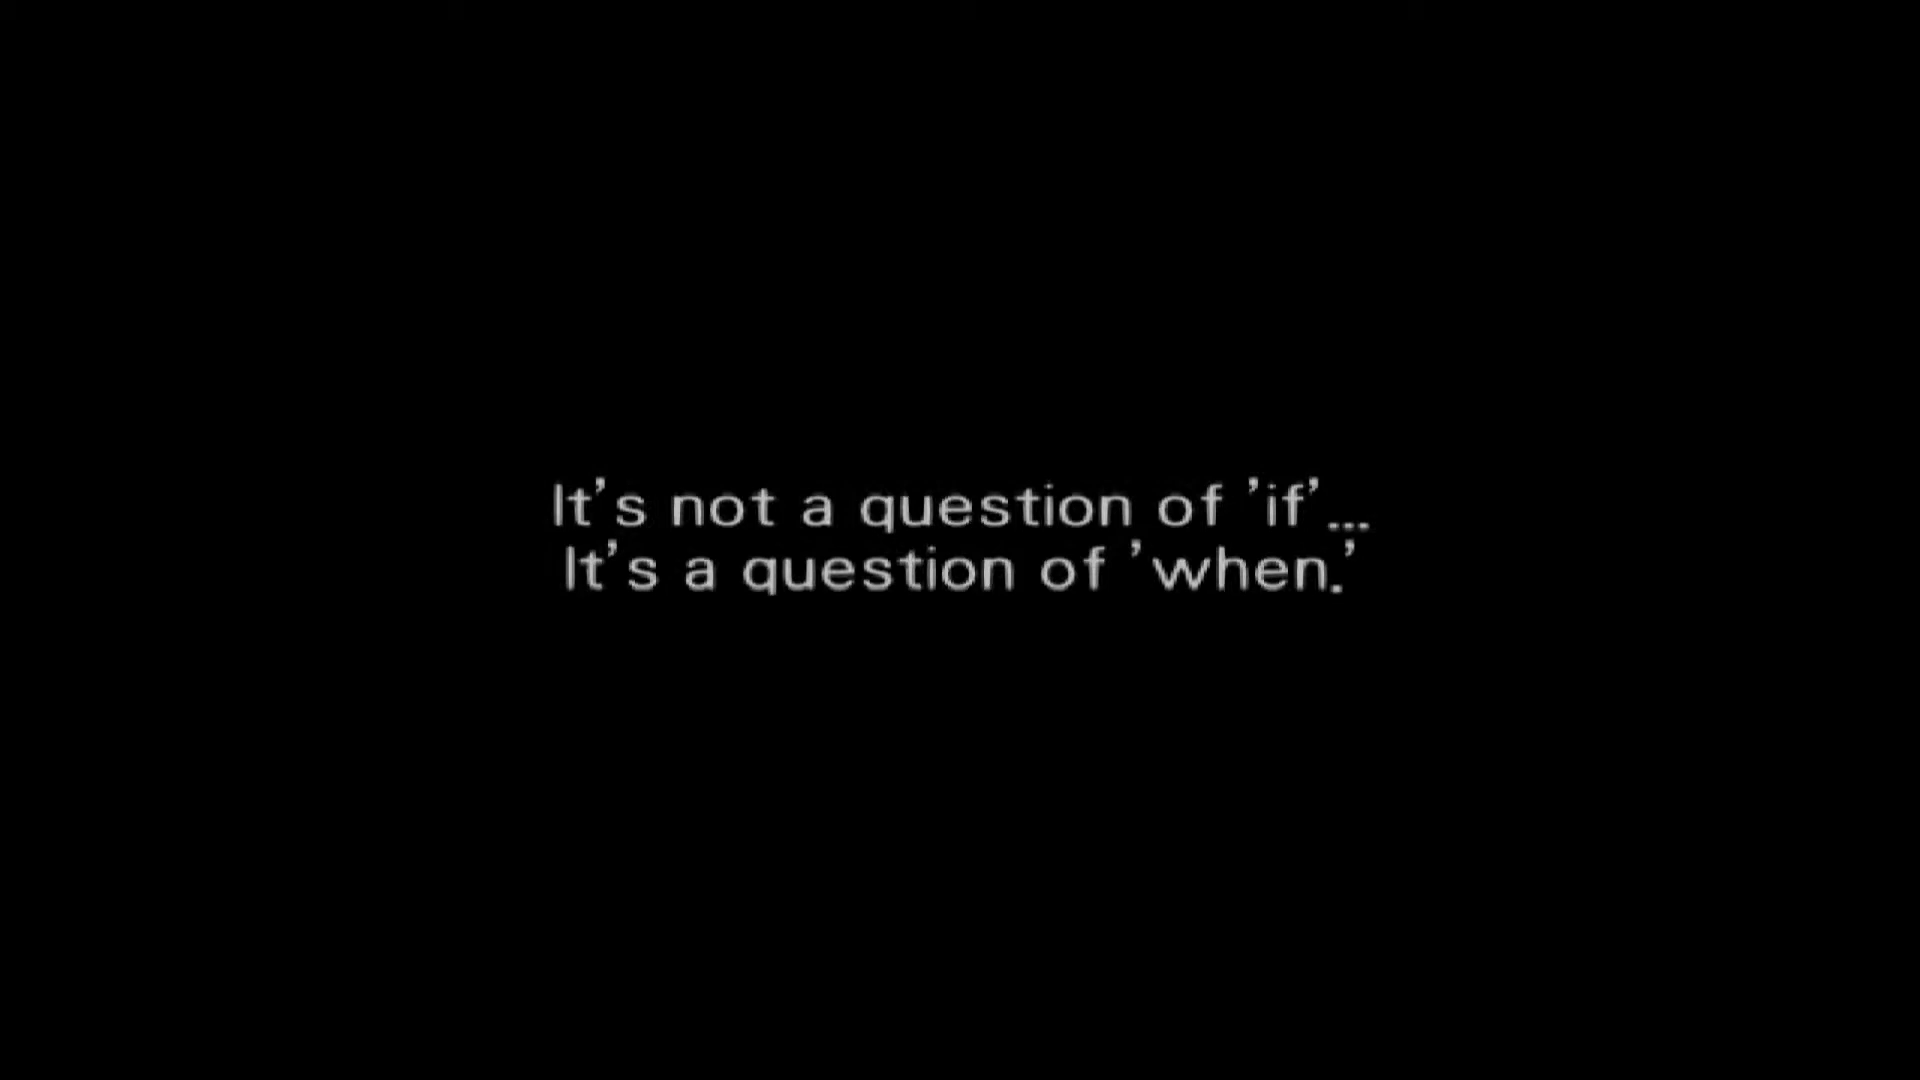 It’s not a question of ’if’...
It’s a question of ’when.’